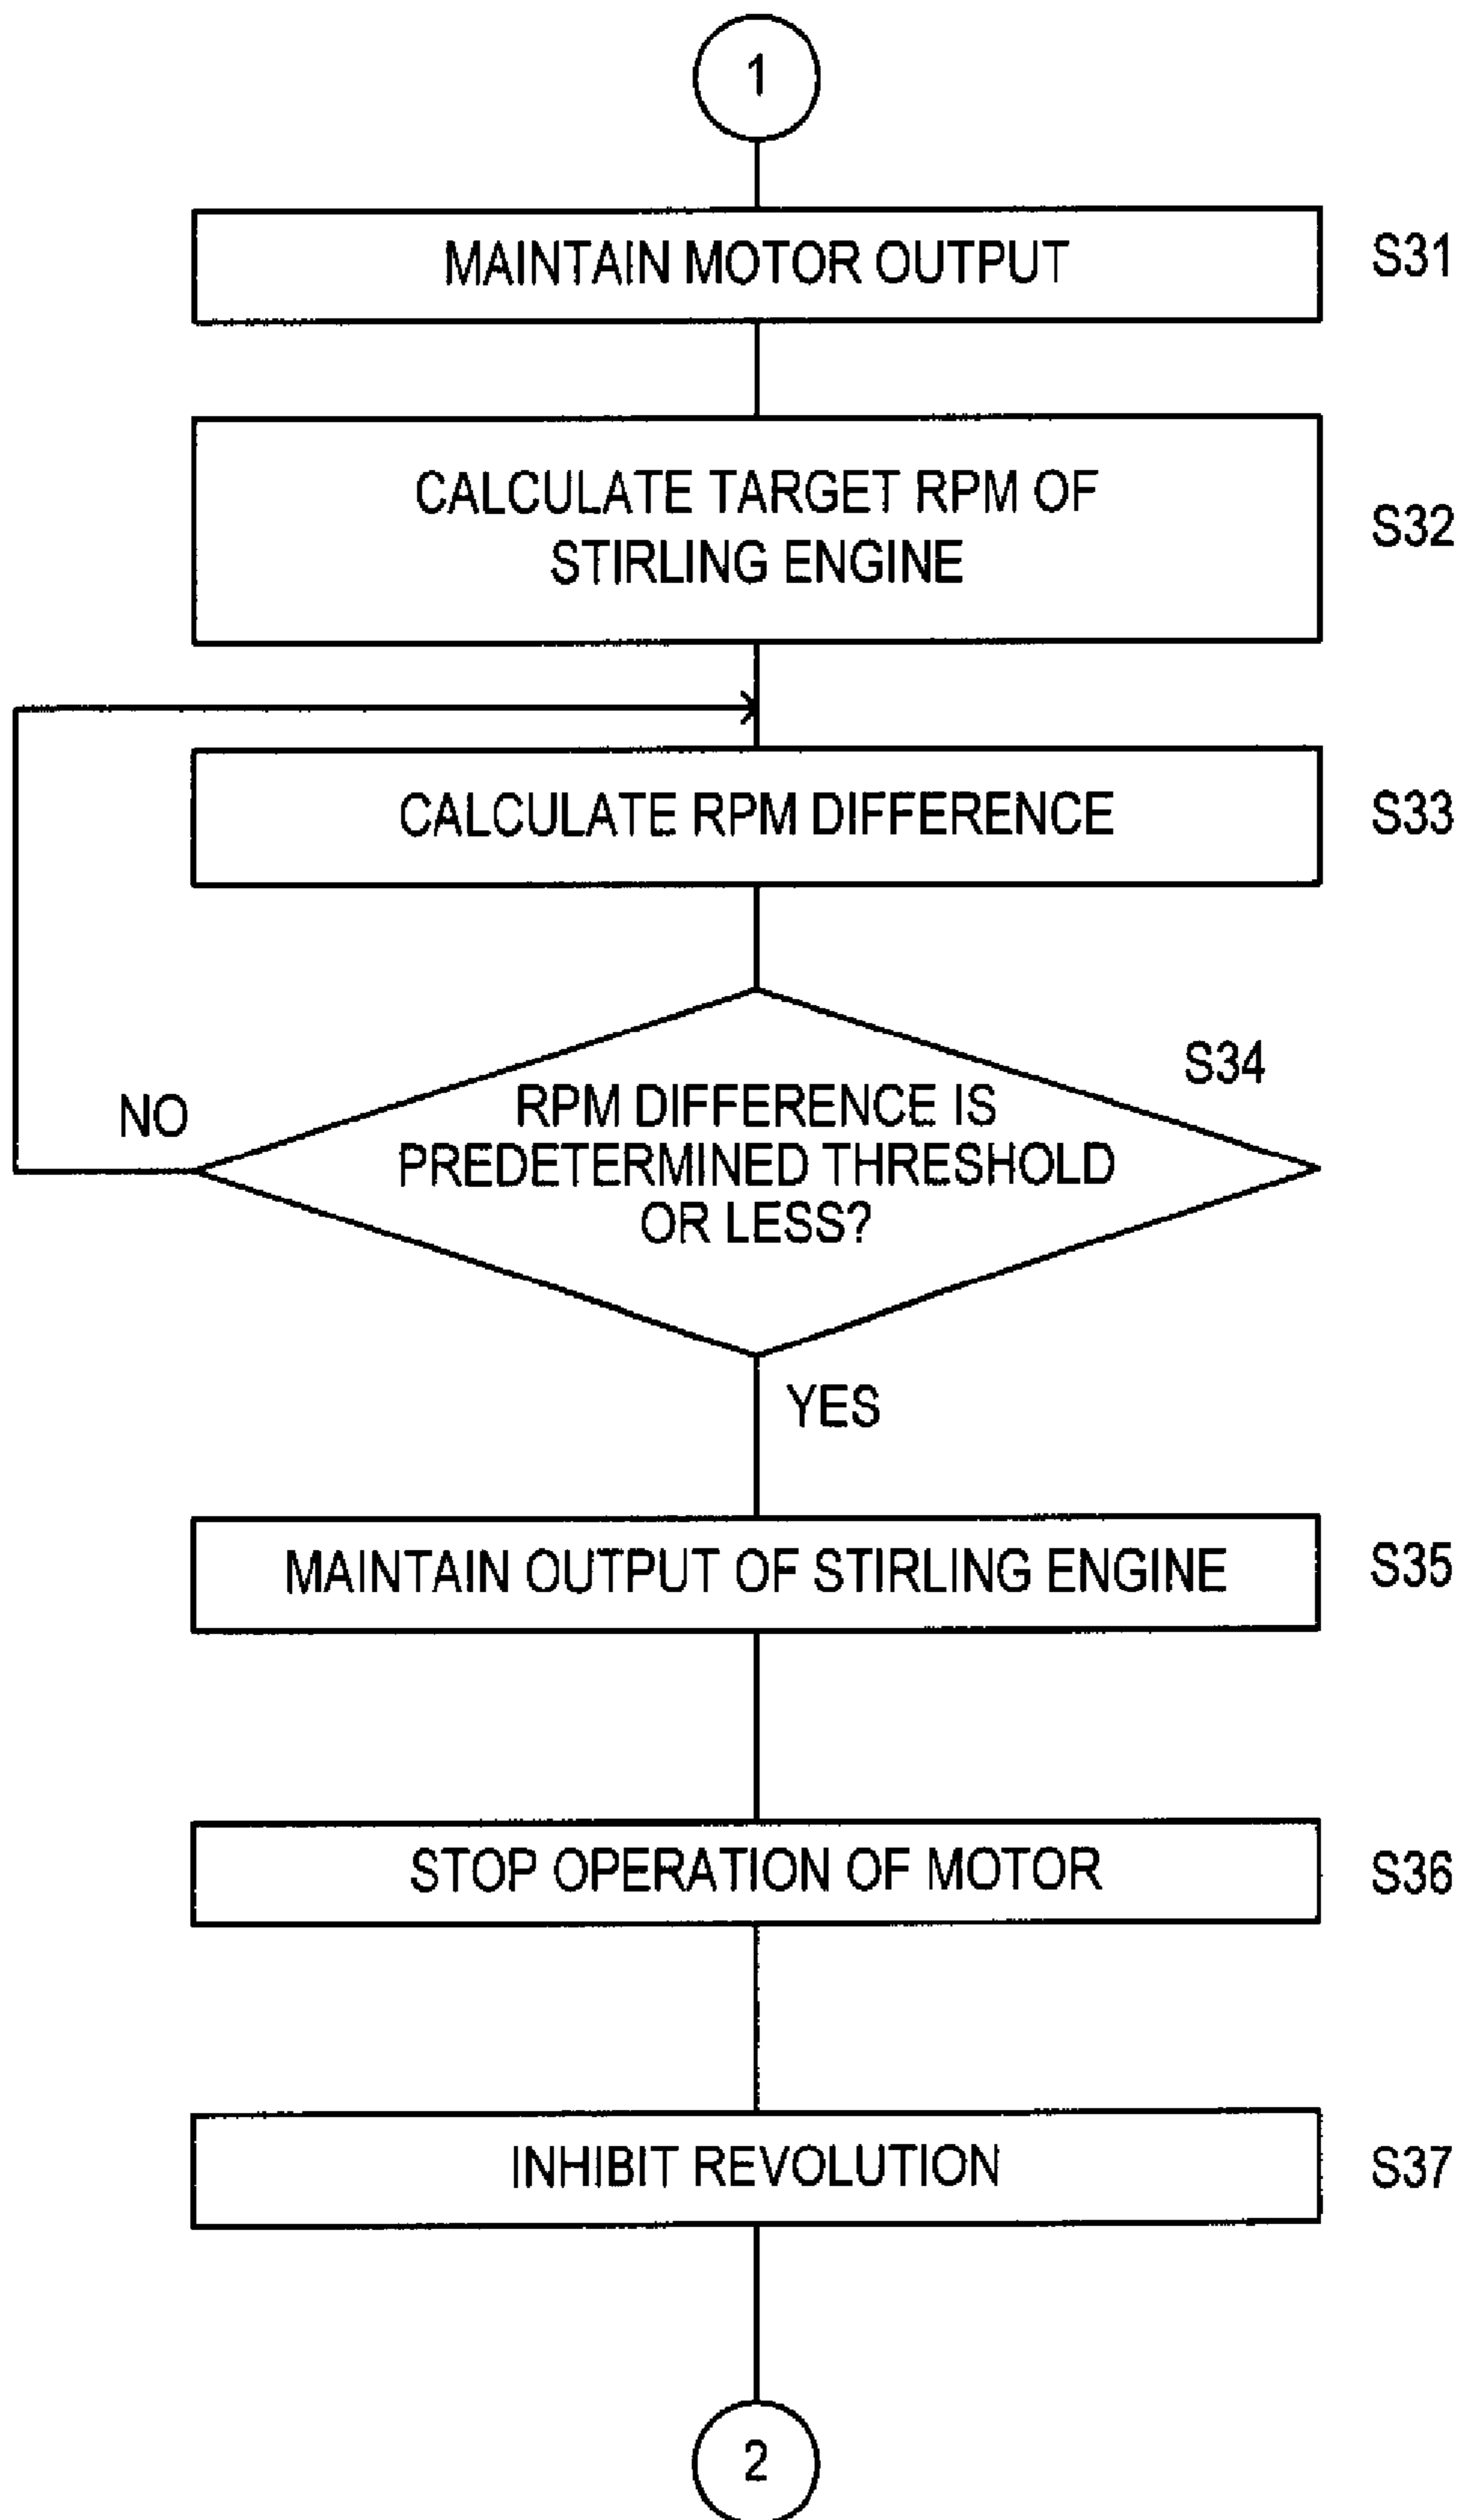 1
MAINTAIN MOTOR OUTPUT
S31
CALCULATE TARGET RPM OF
STIRLING ENGINE
S32
CALCULATE RPM DIFFERENCE
S33
S34
NO
RPM DIFFERENCE IS
PREDETERMINED THRESHOLD
OR LESS?
YES
MAINTAIN OUTPUT OF STIRLING ENGINE
S35
STOP OPERATION OF MOTOR
S36
INHIBIT REVOLUTION
S37
2